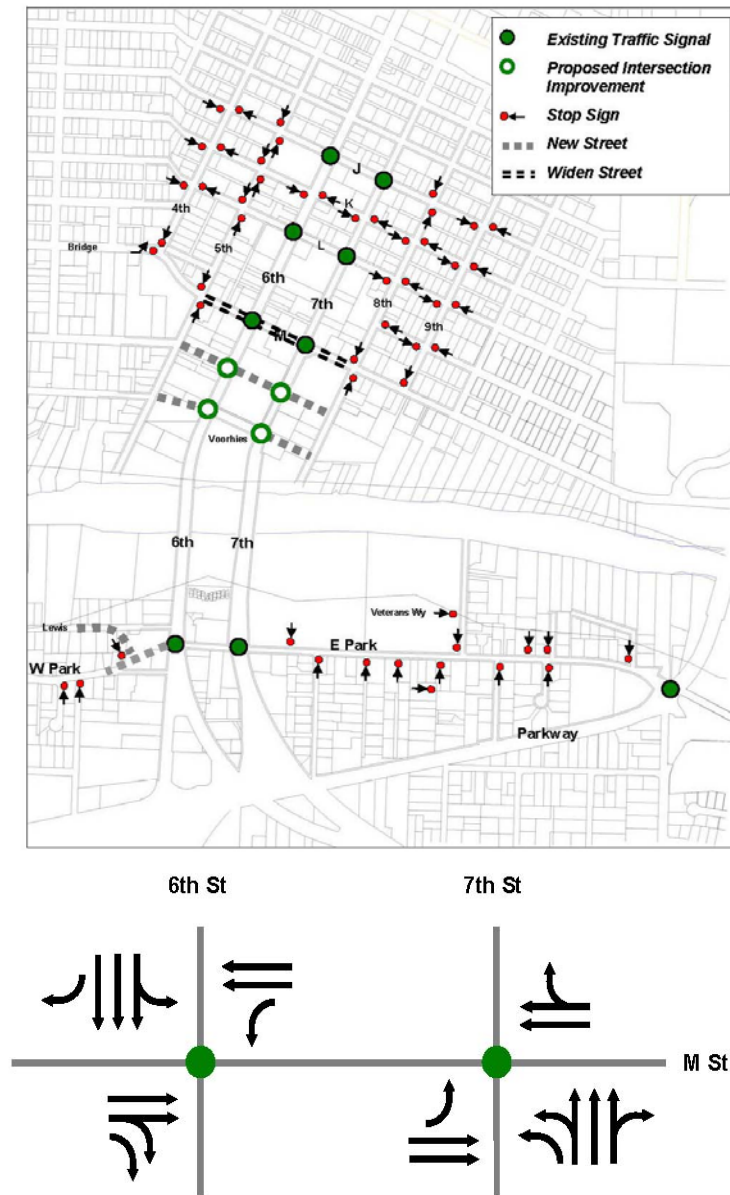 Existing Traffic Signal
Proposed Intersection
Improvement
Stop Sign
New Street
Widen Street
J
K
4th
L
5th
Bridge
6th
7th
8th
9th
M
Voorhies
6th
7th
Veterans Wy
Lewis
E Park
W Park
Parkway
6th St
7th St
M St